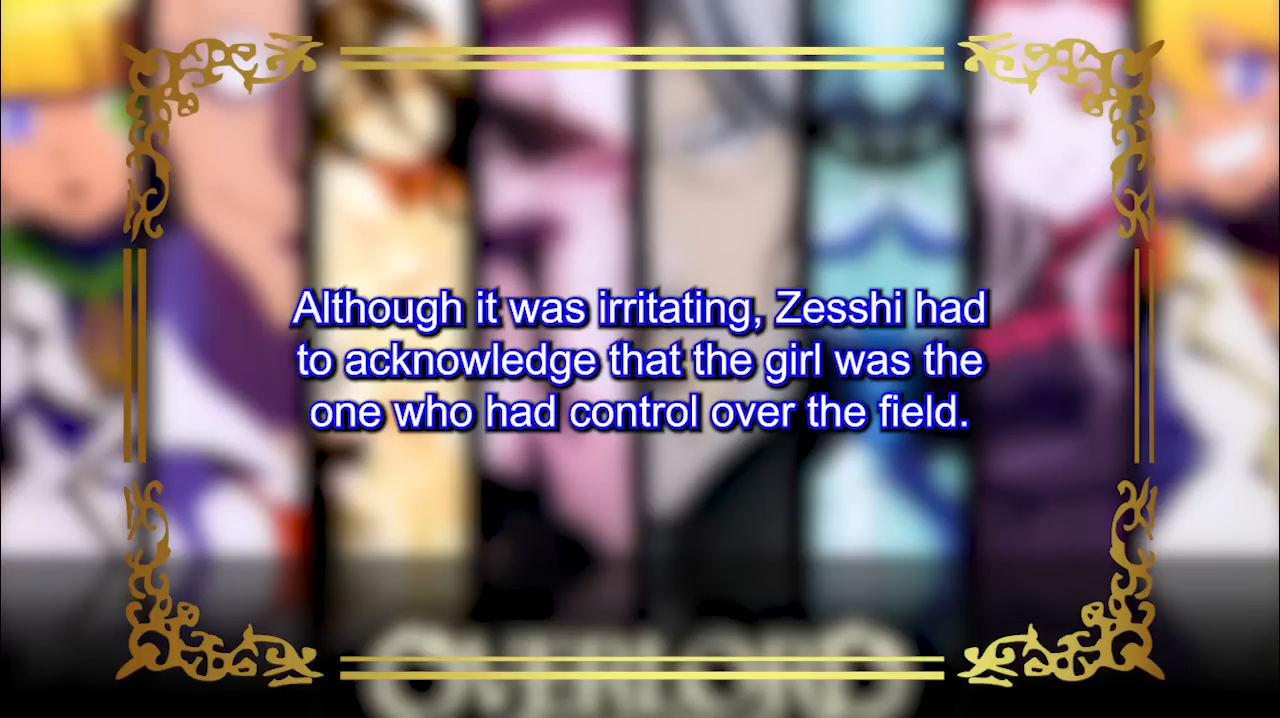 Although it was irritating, Zesshi had
to acknowledge that the girl was the
one who had control over the field.
OVERLORD